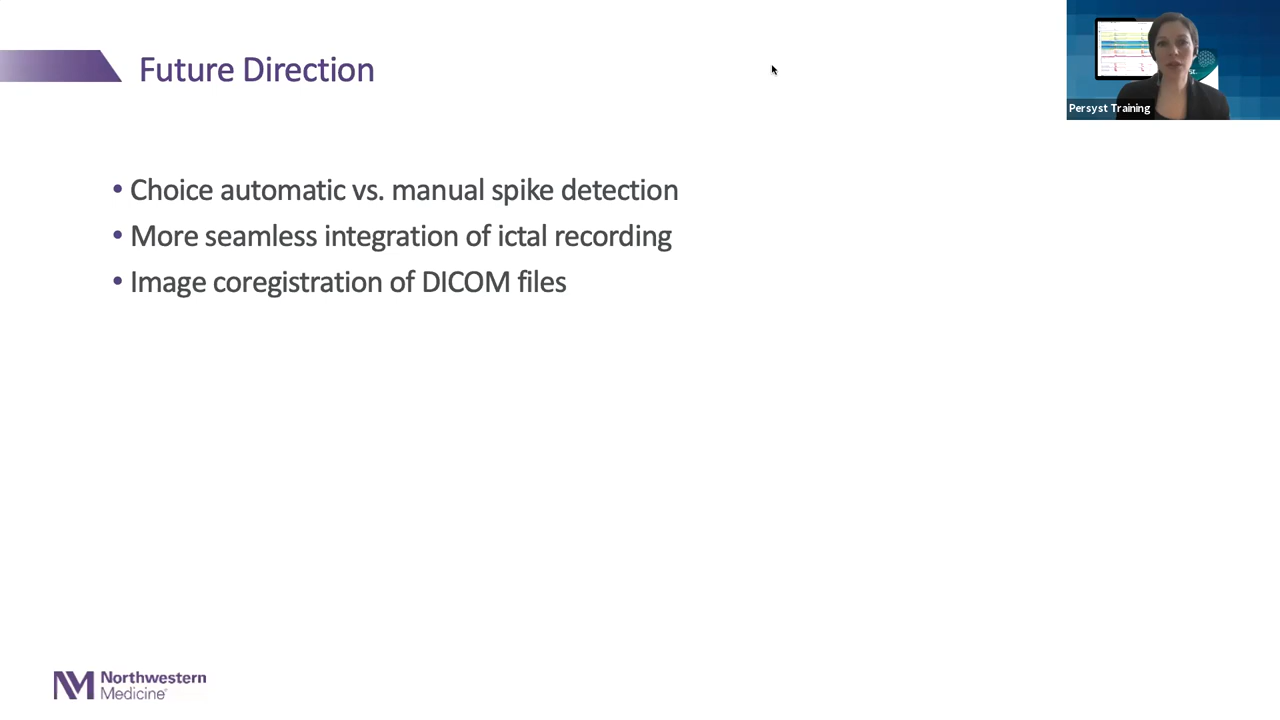 Future Direction
• Choice automatic vs. manual spike detection
• More seamless integration of ictal recording
• Image coregistration of DICOM files
Persyst Training
Northwestern
Medicine®